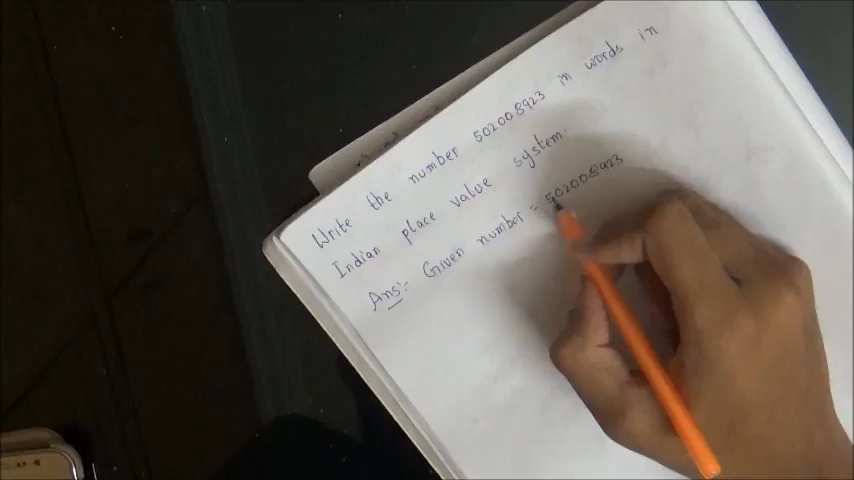 Write the number 502008923 in words in
Indian place value system.
Ans:- Given number = 502008923